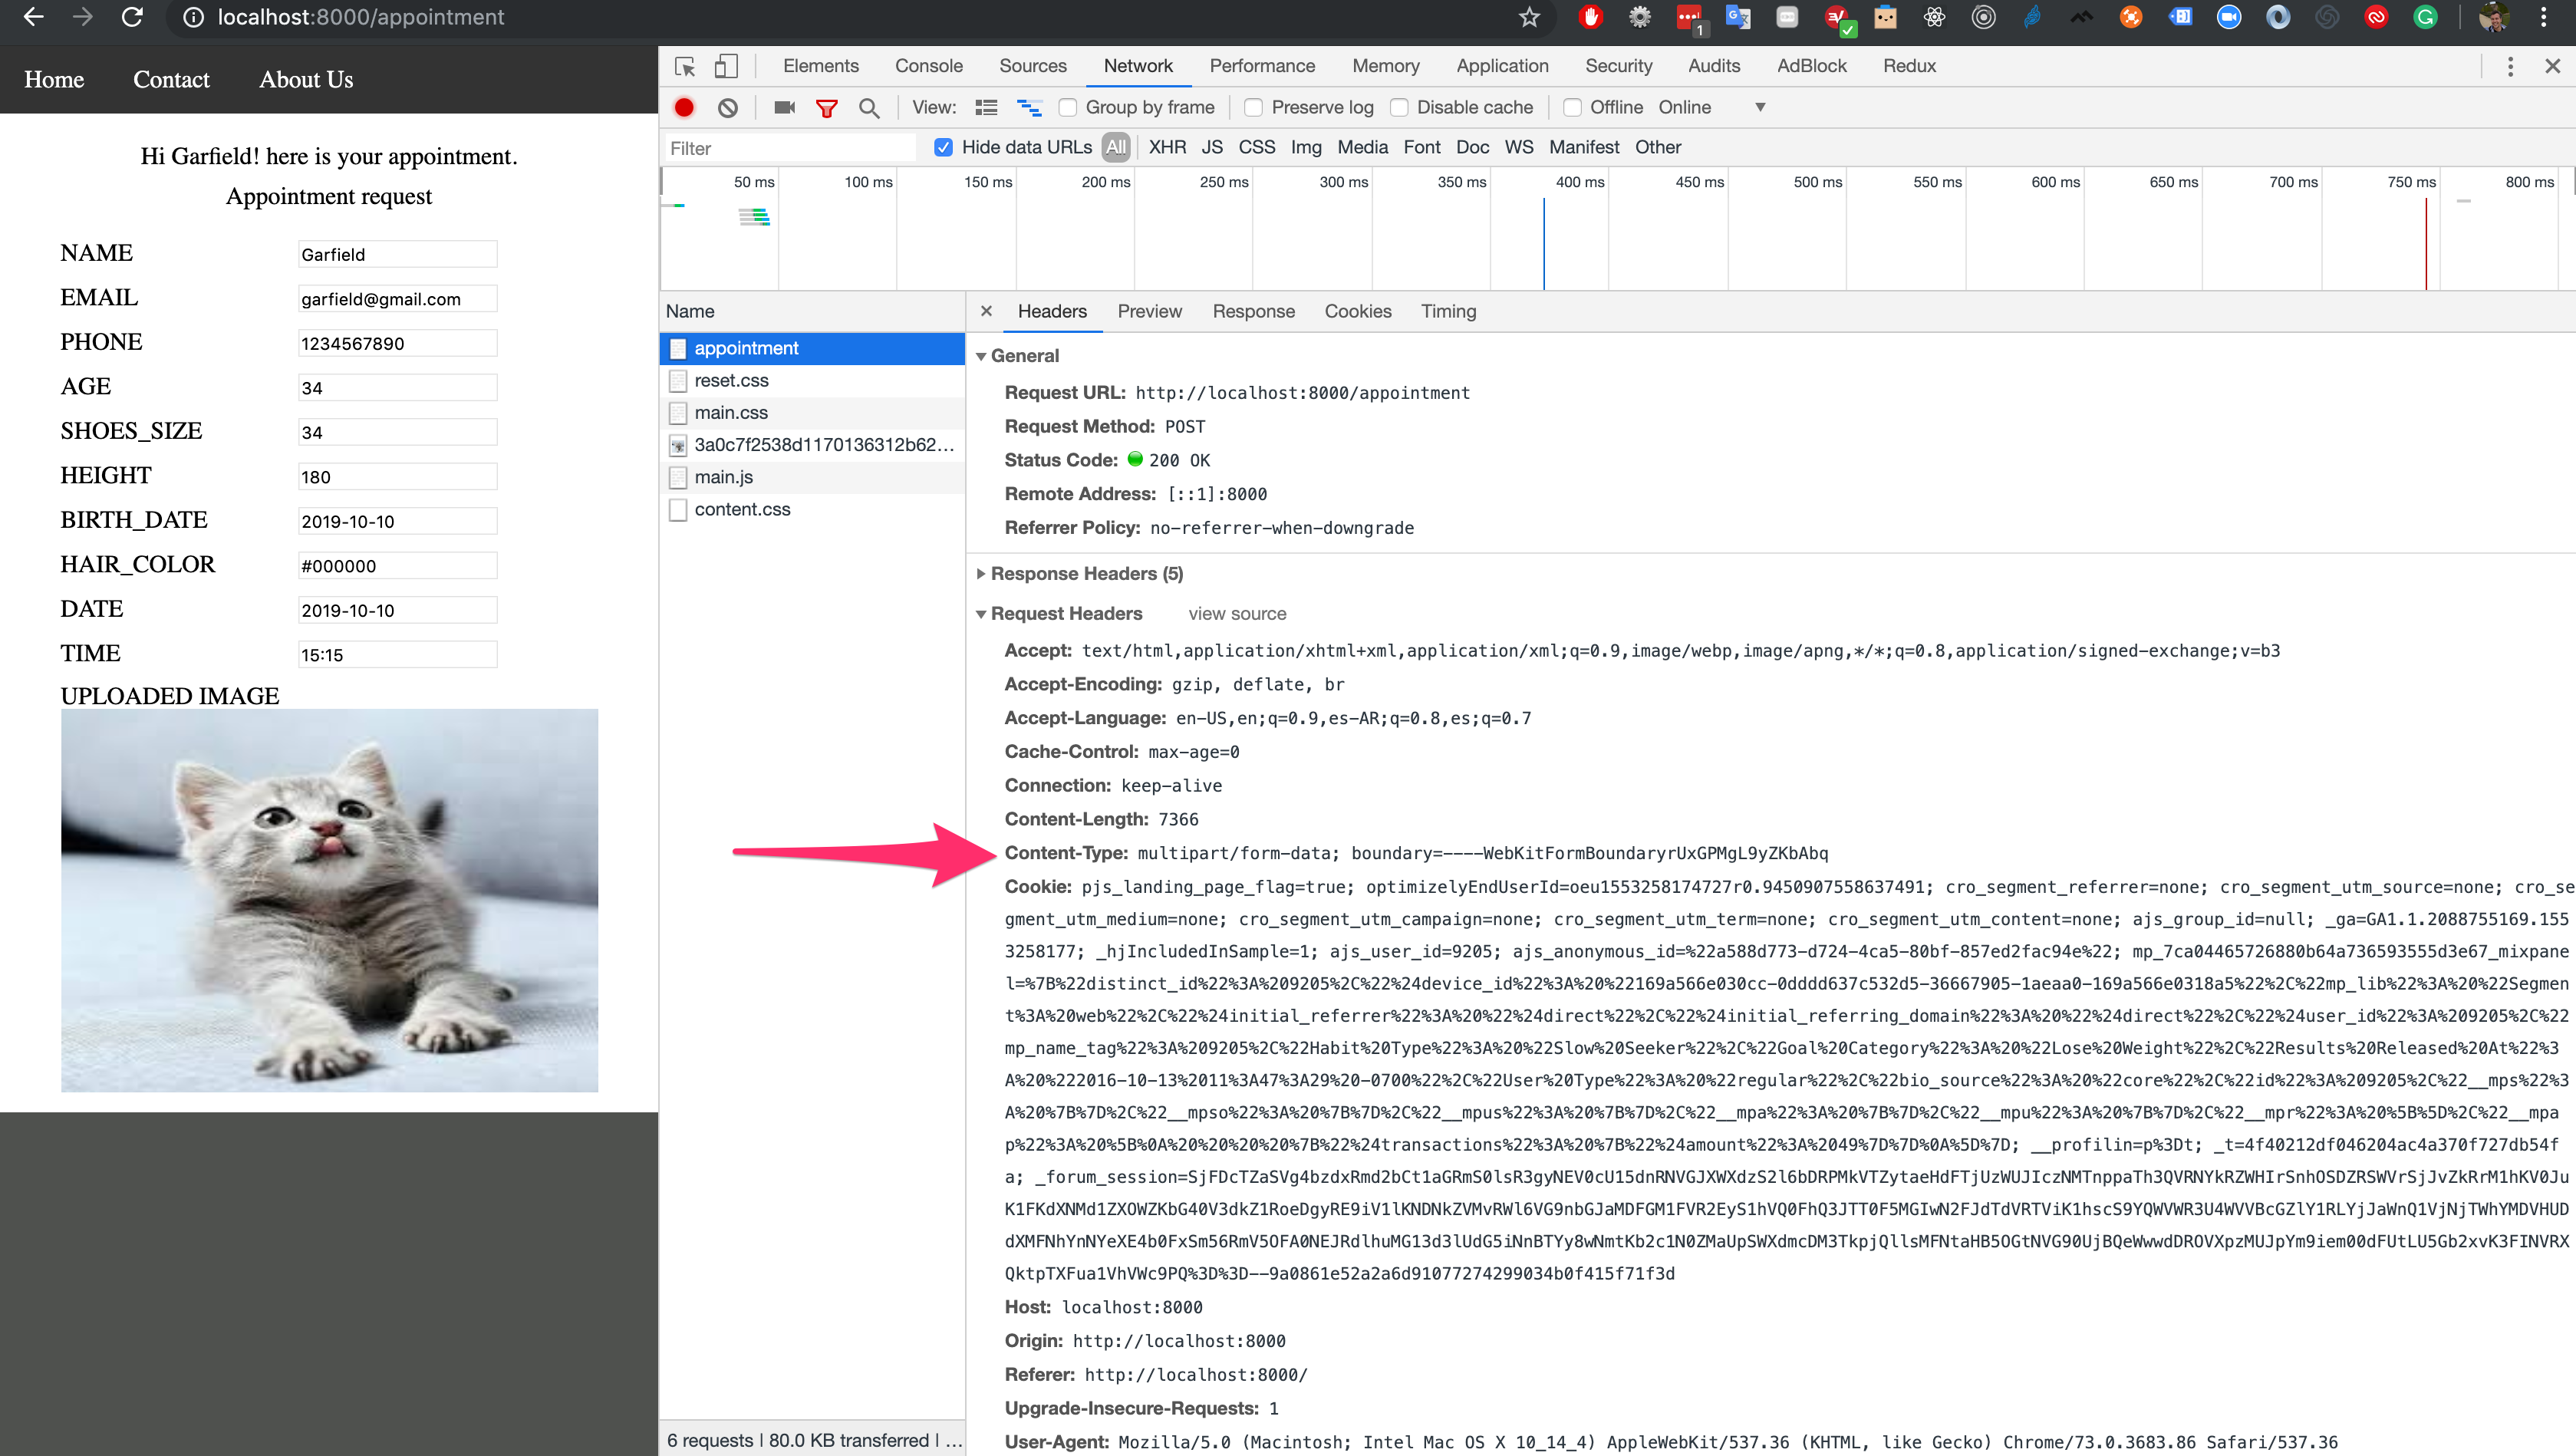 localhost:8000/appointment
1
Home Contact About Us
Hi Garfield! here is your appointment.
Appointment request
NAME Garfield
EMAIL garfield@gmail.com
PHONE 1234567890
AGE 34
SHOES_SIZE 34
HEIGHT 180
BIRTH_DATE 2019-10-10
HAIR_COLOR #000000
DATE 2019-10-10
TIME 15:15
UPLOADED IMAGE
Elements Console Sources Network Performance Memory Application Security Audits AdBlock Redux
View: Group by frame Preserve log Disable cache Offline Online
Filter Hide data URLs All XHR JS CSS Img Media Font Doc WS Manifest Other
50 ms 100 ms 150 ms 200 ms 250 ms 300 ms 350 ms 400 ms 450 ms 500 ms 550 ms 600 ms 650 ms 700 ms 750 ms 800 ms
Name
appointment
reset.css
main.css
3a0c7f2538d1170136312b62...
main.js
content.css
6 requests | 80.0 KB transferred | ...
Headers Preview Response Cookies Timing
General
Request URL: http://localhost:8000/appointment
Request Method: POST
Status Code: 200 OK
Remote Address: [::1]:8000
Referrer Policy: no-referrer-when-downgrade
Response Headers (5)
Request Headers view source
Accept: text/html,application/xhtml+xml,application/xml;q=0.9,image/webp,image/apng,*/*;q=0.8,application/signed-exchange;v=b3
Accept-Encoding: gzip, deflate, br
Accept-Language: en-US,en;q=0.9,es-AR;q=0.8,es;q=0.7
Cache-Control: max-age=0
Connection: keep-alive
Content-Length: 7366
Content-Type: multipart/form-data; boundary=----WebKitFormBoundaryrUxGPMgL9yZKbAbq
Cookie: pjs_landing_page_flag=true; optimizelyEndUserId=oeu1553258174727r0.9450907558637491; cro_segment_referrer=none; cro_segment_utm_source=none; cro_se
gment_utm_medium=none; cro_segment_utm_campaign=none; cro_segment_utm_term=none; cro_segment_utm_content=none; ajs_group_id=null; _ga=GA1.1.2088755169.155
3258177; _hjIncludedInSample=1; ajs_user_id=9205; ajs_anonymous_id=%22a588d773-d724-4ca5-80bf-857ed2fac94e%22; mp_7ca04465726880b64a736593555d3e67_mixpane
l=%7B%22distinct_id%22%3A%209205%2C%22%24device_id%22%3A%20%22169a566e030cc-0dddd637c532d5-36667905-1aeaa0-169a566e0318a5%22%2C%22mp_lib%22%3A%20%22Segmen
t%3A%20web%22%2C%22%24initial_referrer%22%3A%20%22%24direct%22%2C%22%24initial_referring_domain%22%3A%20%22%24direct%22%2C%22%24user_id%22%3A%209205%2C%22
mp_name_tag%22%3A%209205%2C%22Habit%20Type%22%3A%20%22Slow%20Seeker%22%2C%22Goal%20Category%22%3A%20%22Lose%20Weight%22%2C%22Results%20Released%20At%22%3
A%20%222016-10-13%2011%3A47%3A29%20-0700%22%2C%22User%20Type%22%3A%20%22regular%22%2C%22bio_source%22%3A%20%22core%22%2C%22id%22%3A%209205%2C%22__mps%22%3
A%20%7B%7D%2C%22__mpso%22%3A%20%7B%7D%2C%22__mpus%22%3A%20%7B%7D%2C%22__mpa%22%3A%20%7B%7D%2C%22__mpu%22%3A%20%7B%7D%2C%22__mpr%22%3A%20%5B%5D%2C%22__mpa
p%22%3A%20%5B%0A%20%20%20%20%7B%22%24transactions%22%3A%20%7B%22%24amount%22%3A%2049%7D%7D%0A%5D%7D; __profilin=p%3Dt; _t=4f40212df046204ac4a370f727db54f
a;
QktpTXFua1VhVWc9PQ%3D%3D--9a0861e52a2a6d91077274299034b0f415f71f3d
Host: localhost:8000
Origin: http://localhost:8000
Referer: http://localhost:8000/
Upgrade-Insecure-Requests: 1
User-Agent: Mozilla/5.0 (Macintosh; Intel Mac OS X 10_14_4) AppleWebKit/537.36 (KHTML, like Gecko) Chrome/73.0.3683.86 Safari/537.36